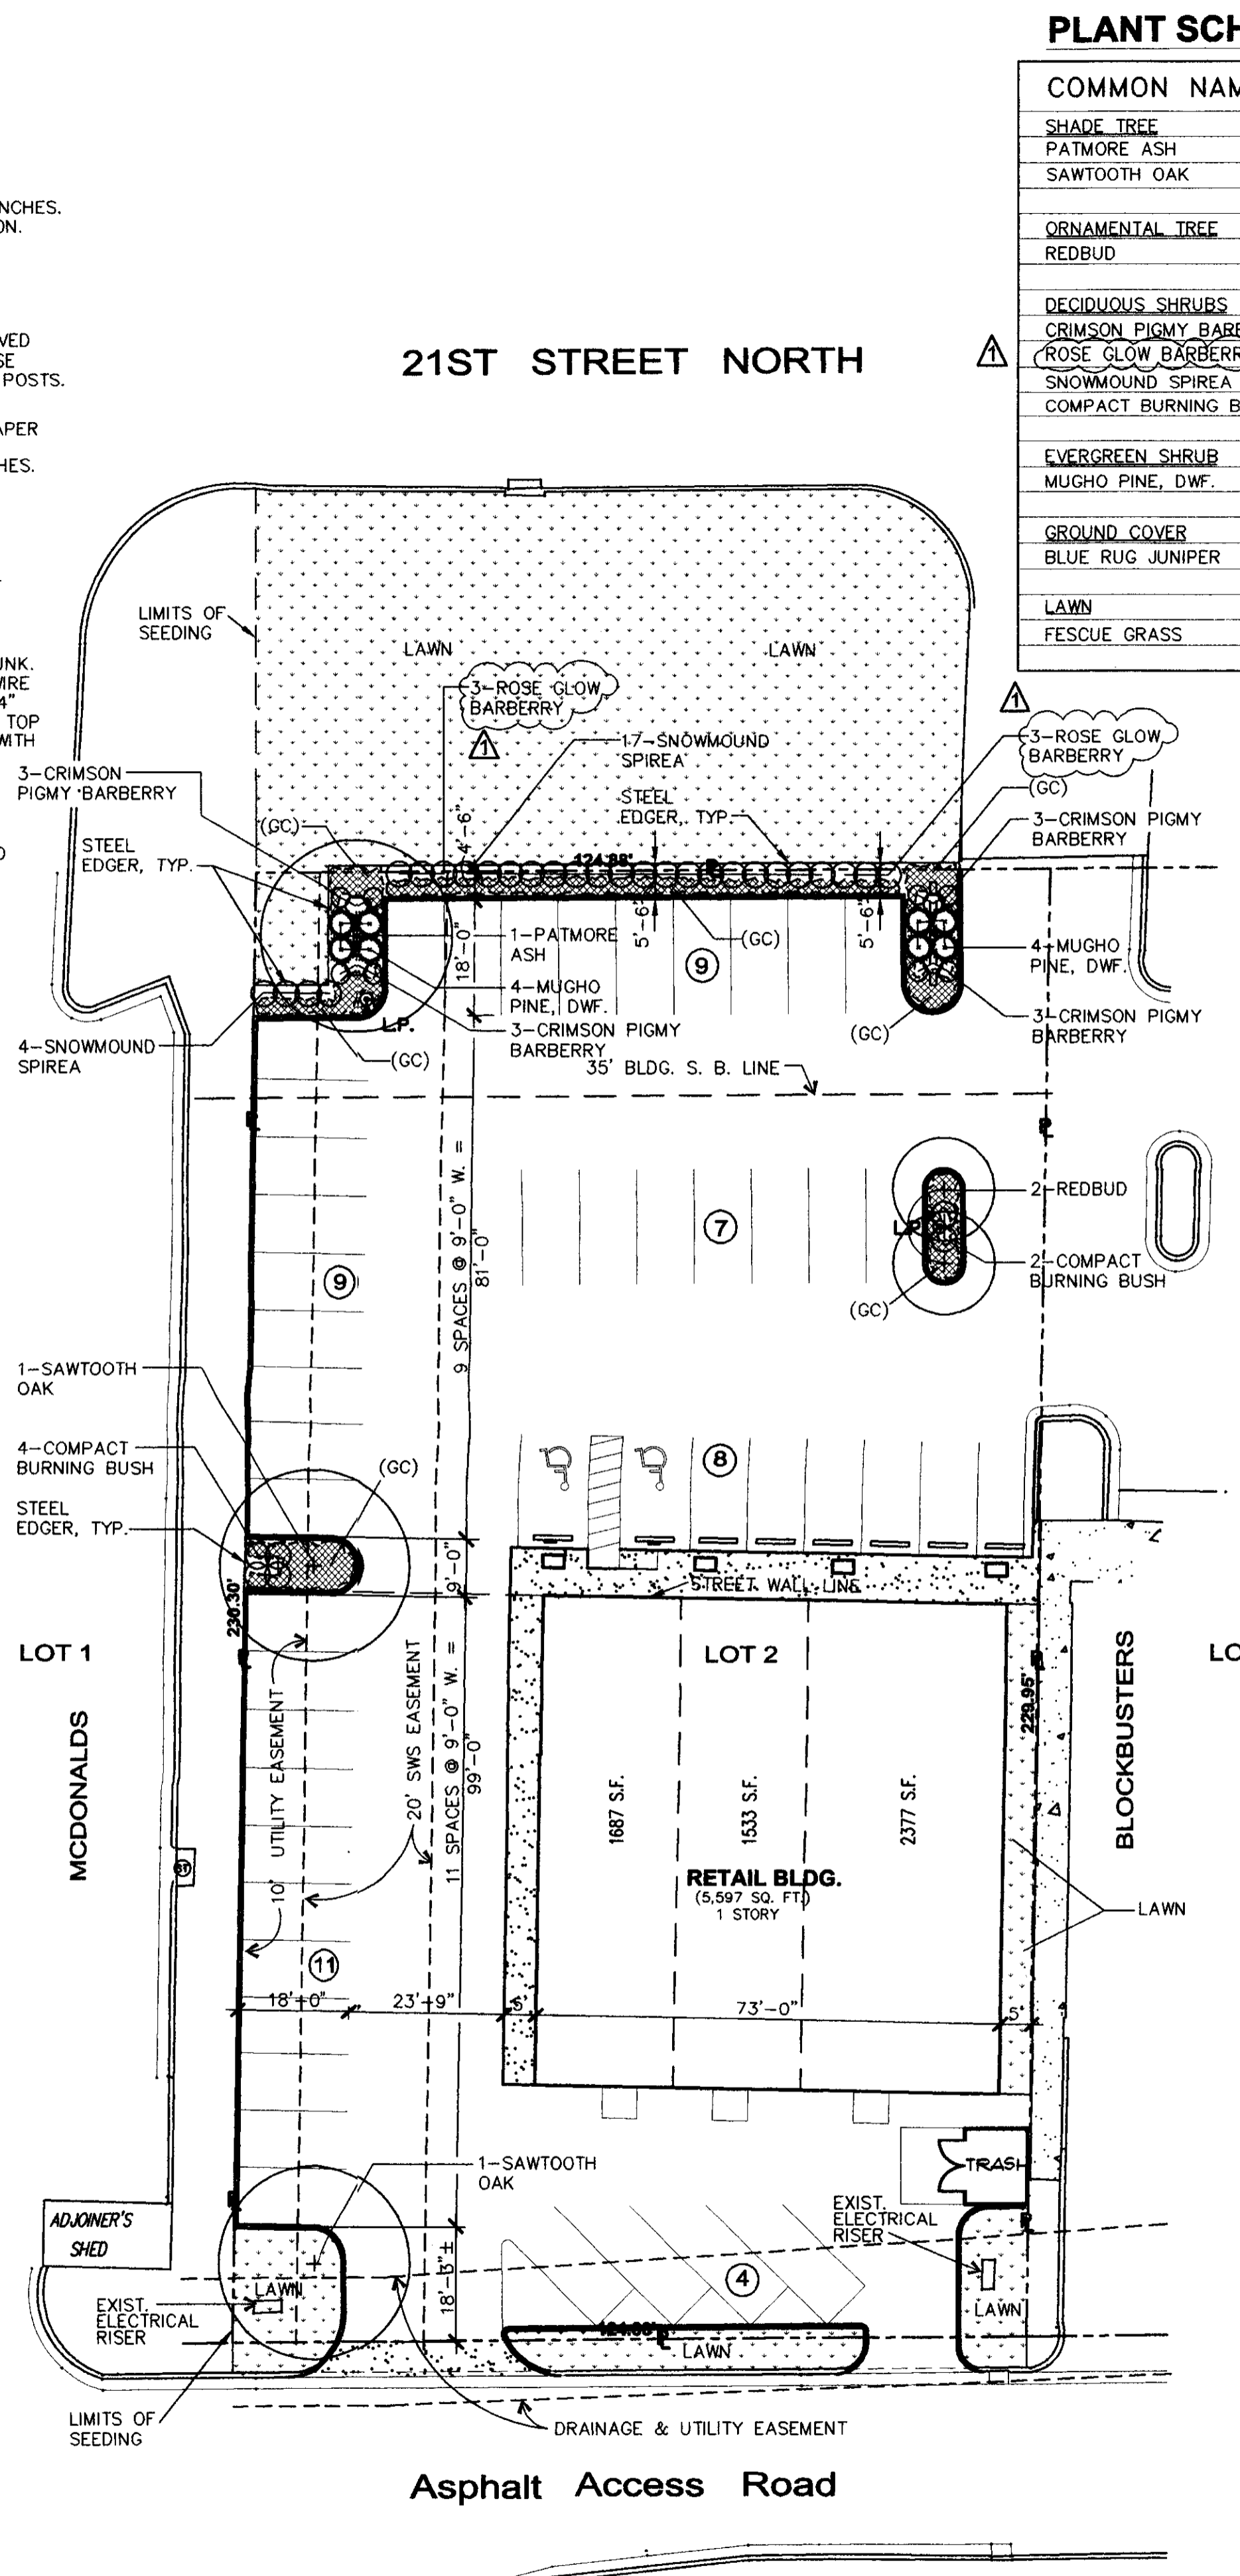 PLANT SCH
COMMON NAM
SHADE TREE
PATMORE ASH
SAWTOOTH OAK
ORNAMENTAL TREE
REDBUD
DECIDUOUS SHRUBS
CRIMSON PIGMY BARB
1
ROSE GLOW BARBERR
SNOWMOUND SPIREA
COMPACT BURNING B
EVERGREEN SHRUB
MUGHO PINE, DWF.
GROUND COVER
BLUE RUG JUNIPER
LAWN
FESCUE GRASS
NCHES.
ON.
VED
SE
POSTS.
APER
HES.
UNK.
WIRE
4"
TOP
WITH
21ST STREET NORTH
LIMITS OF
SEEDING
LAWN
LAWN
3-ROSE GLOW
BARBERRY
1
17-SNOWMOUND
SPIREA
STEEL
EDGER, TYP.
1
3-ROSE GLOW
BARBERRY
(GC)
3-CRIMSON PIGMY
BARBERRY
3-CRIMSON
PIGMY BARBERRY
(GC)
STEEL
EDGER, TYP.
4'-6"
124.88'
5'-6"
5'-6"
18'-0"
(GC)
9
1-PATMORE
ASH
4-MUGHO
PINE, DWF.
3-CRIMSON PIGMY
BARBERRY
L.P.
(GC)
4-SNOWMOUND
SPIREA
4-MUGHO
PINE, DWF.
3-CRIMSON PIGMY
BARBERRY
(GC)
35' BLDG. S. B. LINE
9 SPACES @ 9'-0" W. =
81'-0"
9
7
L.P.
2-REDBUD
2-COMPACT
BURNING BUSH
(GC)
1-SAWTOOTH
OAK
4-COMPACT
BURNING BUSH
(GC)
STEEL
EDGER, TYP.
8
9'-0"
230.30'
STREET WALL LINE
LOT 1
LOT 2
LO
MCDONALDS
BLOCKBUSTERS
229.95'
10' UTILITY EASEMENT
20' SWS EASEMENT
11 SPACES @ 9'-0" W. =
99'-0"
1687 S.F.
1533 S.F.
2377 S.F.
RETAIL BLDG.
(5,597 SQ. FT.)
1 STORY
LAWN
11
18'-0"
23'-9"
5'
73'-0"
5'
1-SAWTOOTH
OAK
TRASH
EXIST.
ELECTRICAL
RISER
ADJOINER'S
SHED
18'-3"±
4
LAWN
EXIST.
ELECTRICAL
RISER
124.88'
LAWN
LAWN
LIMITS OF
SEEDING
DRAINAGE & UTILITY EASEMENT
Asphalt Access Road